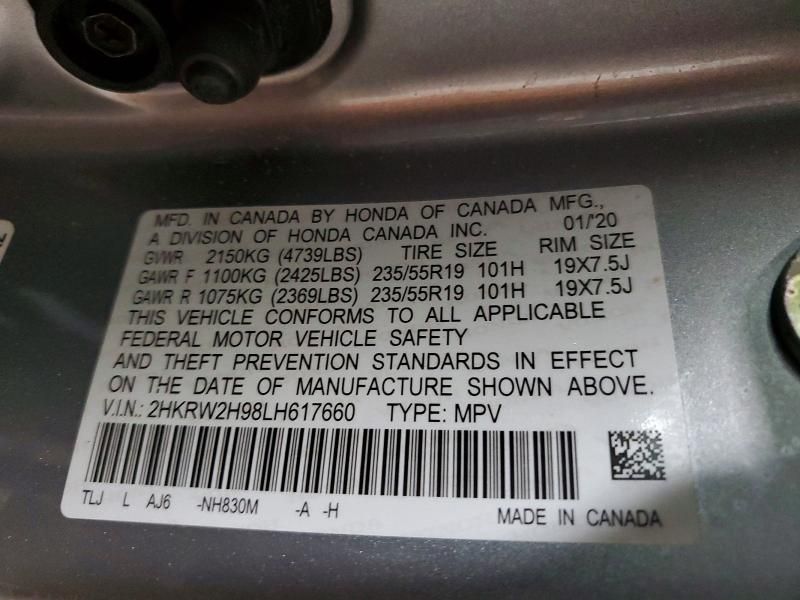 MFD. IN CANADA BY HONDA OF CANADA MFG., 01/'20
A DIVISION OF HONDA CANADA INC.
GVWR 2150KG (4739LBS) TIRE SIZE RIM SIZE
GAWR F 1100KG (2425LBS) 235/55R19 101H 19X7.5J
GAWR R 1075KG (2369LBS) 235/55R19 101H 19X7.5J
THIS VEHICLE CONFORMS TO ALL APPLICABLE
FEDERAL MOTOR VEHICLE SAFETY
AND THEFT PREVENTION STANDARDS IN EFFECT
ON THE DATE OF MANUFACTURE SHOWN ABOVE.
V.I.N.: 2HKRW2H98LH617660 TYPE: MPV
TLJ L AJ6 -NH830M -A -H
MADE IN CANADA